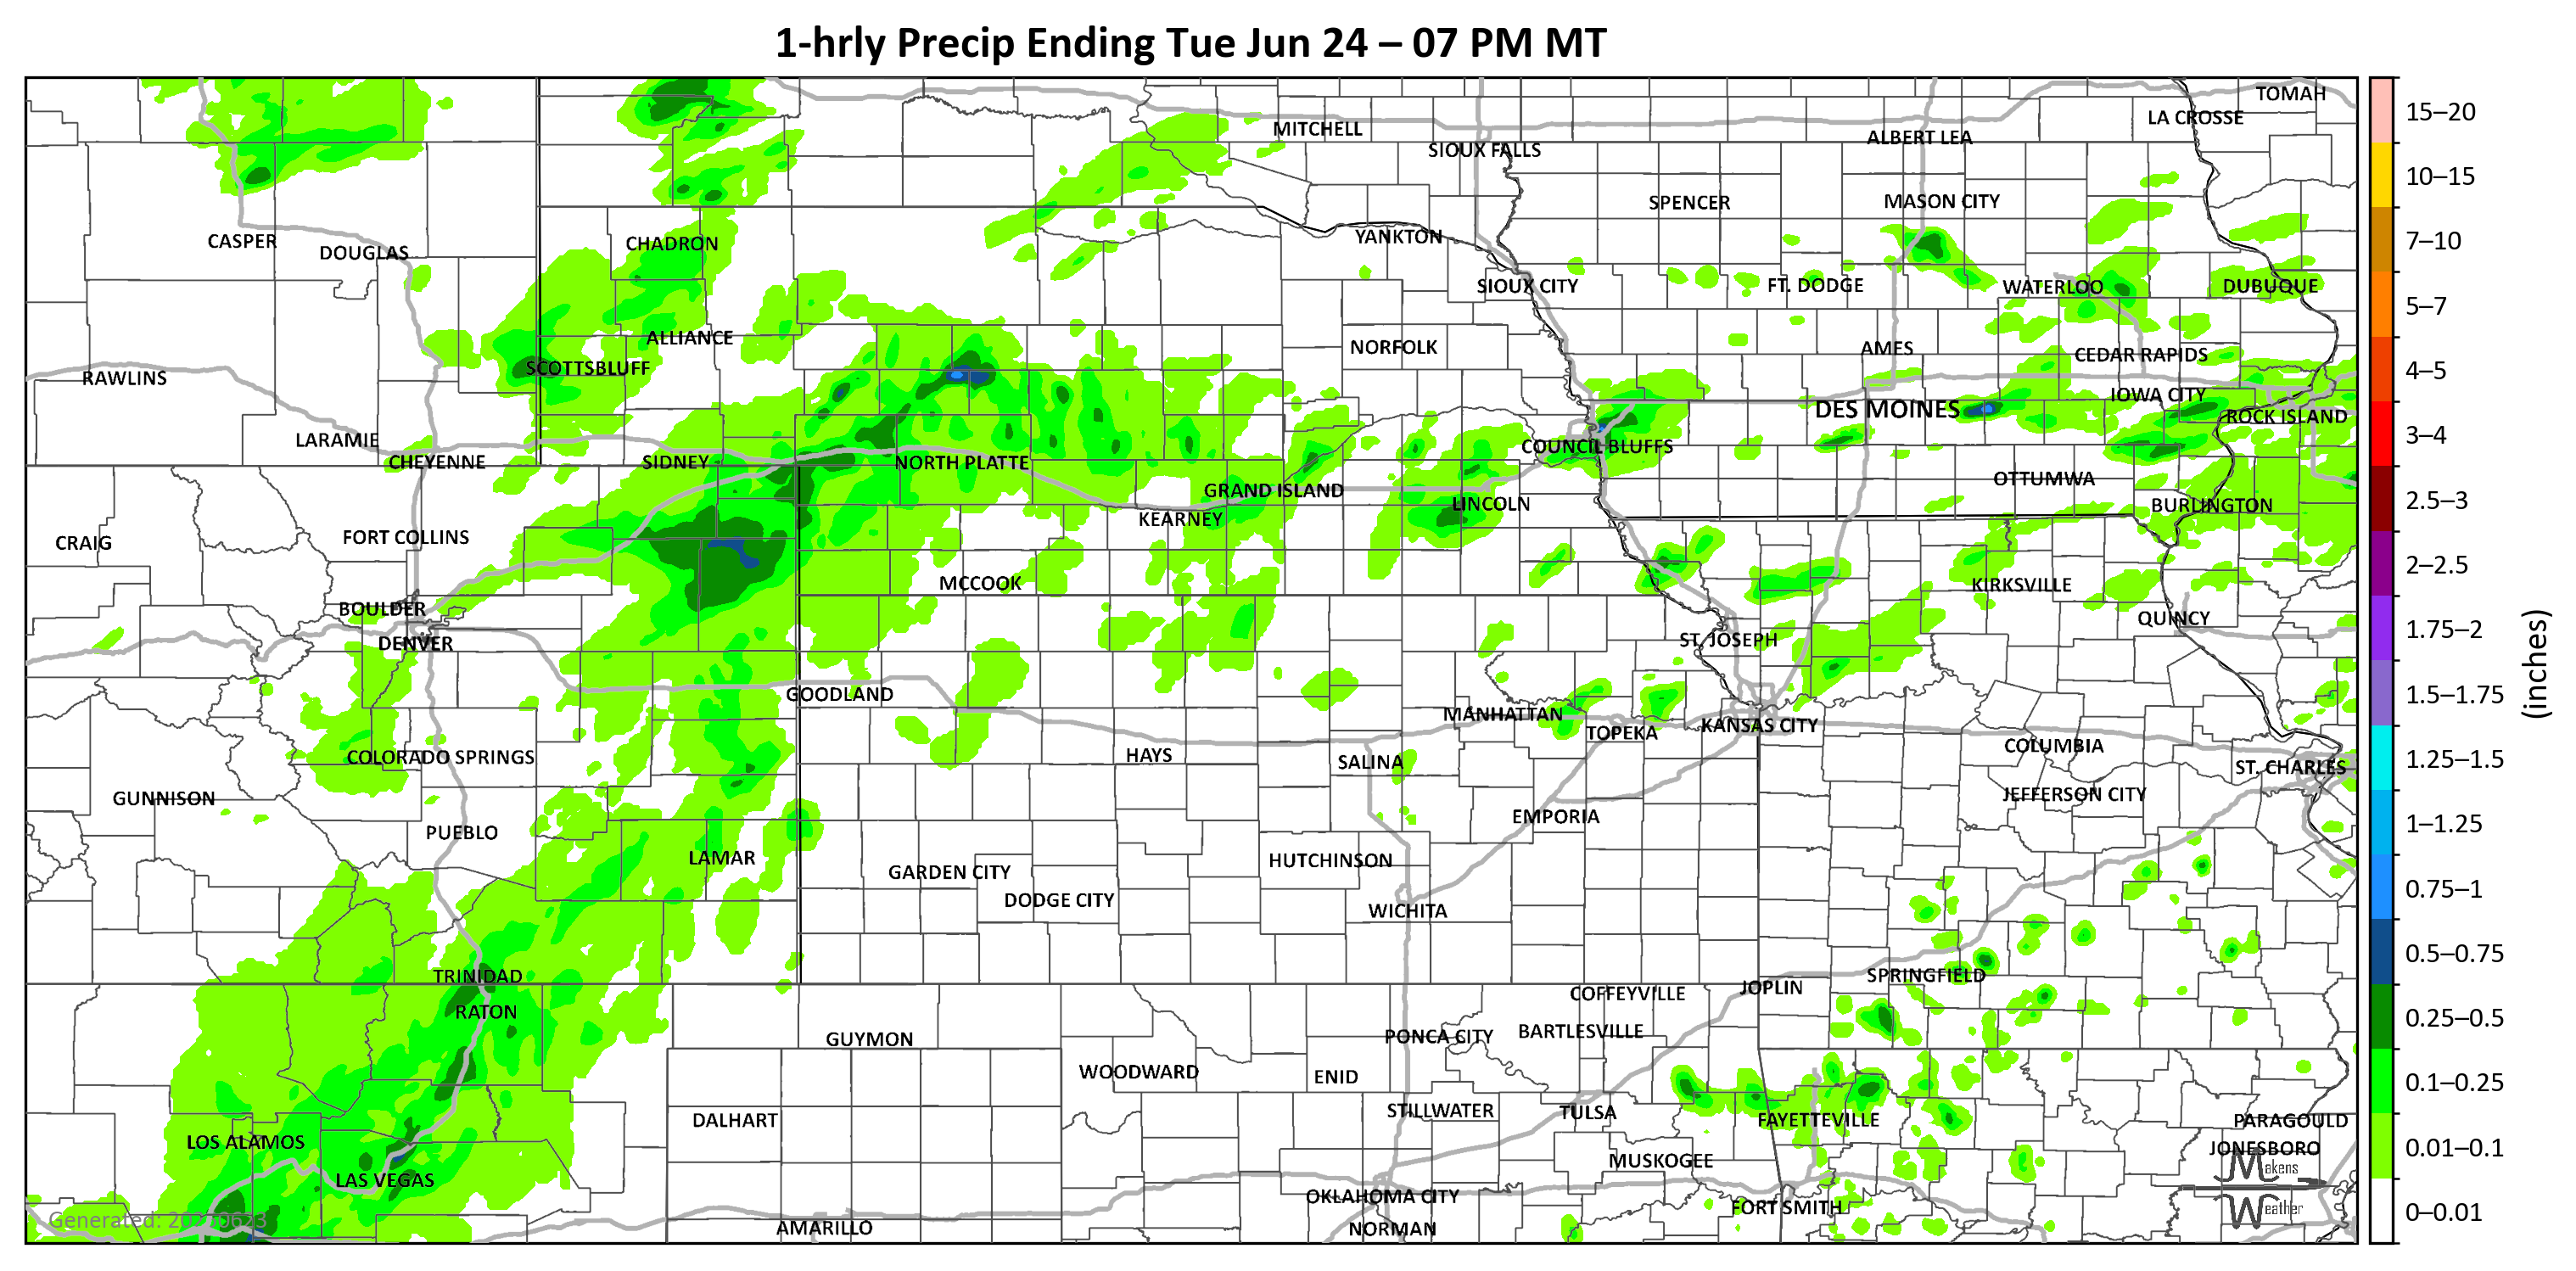 1-hrly Precip Ending Tue Jun 24 – 07 PM MT
TOMAH
LA CROSSE
MITCHELL
ALBERT LEA
SIOUX FALLS
SPENCER
MASON CITY
CASPER
DOUGLAS
CHADRON
YANKTON
SIOUX CITY
FT. DODGE
WATERLOO
DUBUQUE
ALLIANCE
NORFOLK
AMES
CEDAR RAPIDS
SCOTTSBLUFF
RAWLINS
IOWA CITY
DES MOINES
ROCK ISLAND
LARAMIE
COUNCIL BLUFFS
CHEYENNE
SIDNEY
NORTH PLATTE
OTTUMWA
GRAND ISLAND
LINCOLN
BURLINGTON
KEARNEY
FORT COLLINS
CRAIG
MCCOOK
KIRKSVILLE
BOULDER
QUINCY
DENVER
ST. JOSEPH
GOODLAND
MANHATTAN
TOPEKA
KANSAS CITY
COLUMBIA
COLORADO SPRINGS
HAYS
SALINA
ST. CHARLES
GUNNISON
JEFFERSON CITY
EMPORIA
PUEBLO
LAMAR
HUTCHINSON
GARDEN CITY
DODGE CITY
WICHITA
TRINIDAD
SPRINGFIELD
JOPLIN
COFFEYVILLE
RATON
GUYMON
PONCA CITY
BARTLESVILLE
WOODWARD
ENID
STILLWATER
TULSA
DALHART
FAYETTEVILLE
PARAGOULD
LOS ALAMOS
JONESBORO
MUSKOGEE
LAS VEGAS
OKLAHOMA CITY
FORT SMITH
AMARILLO
NORMAN
Makens
Weather
Generated: 20250623
15–20
10–15
7–10
5–7
4–5
3–4
2.5–3
2–2.5
1.75–2
1.5–1.75
1.25–1.5
1–1.25
0.75–1
0.5–0.75
0.25–0.5
0.1–0.25
0.01–0.1
0–0.01
(inches)